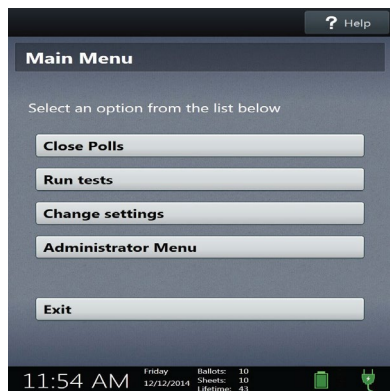 ? Help
Main Menu
Select an option from the list below
Close Polls
Run tests
Change settings
Administrator Menu
Exit
11:54 AM
Friday
12/12/2014
Ballots: 10
Sheets: 10
Lifetime: 43